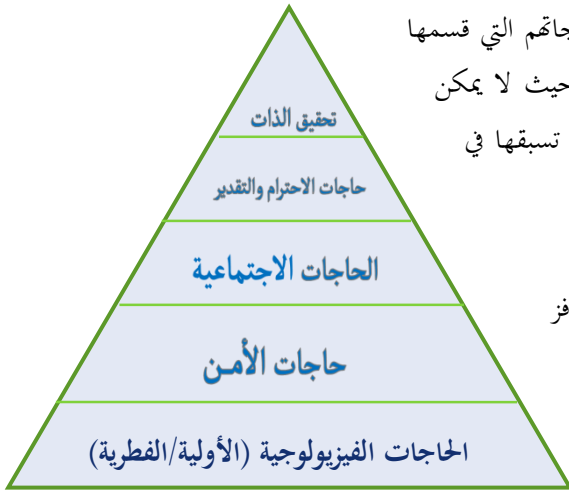 جاتهم التي قسمها
حيث لا يمكن
تسبقها في
فز
تحقيق الذات
حاجات الاحترام والتقدير
الحاجات الاجتماعية
حاجات الأمـن
الحاجات الفيزيولوجية (الأولية/الفطرية)